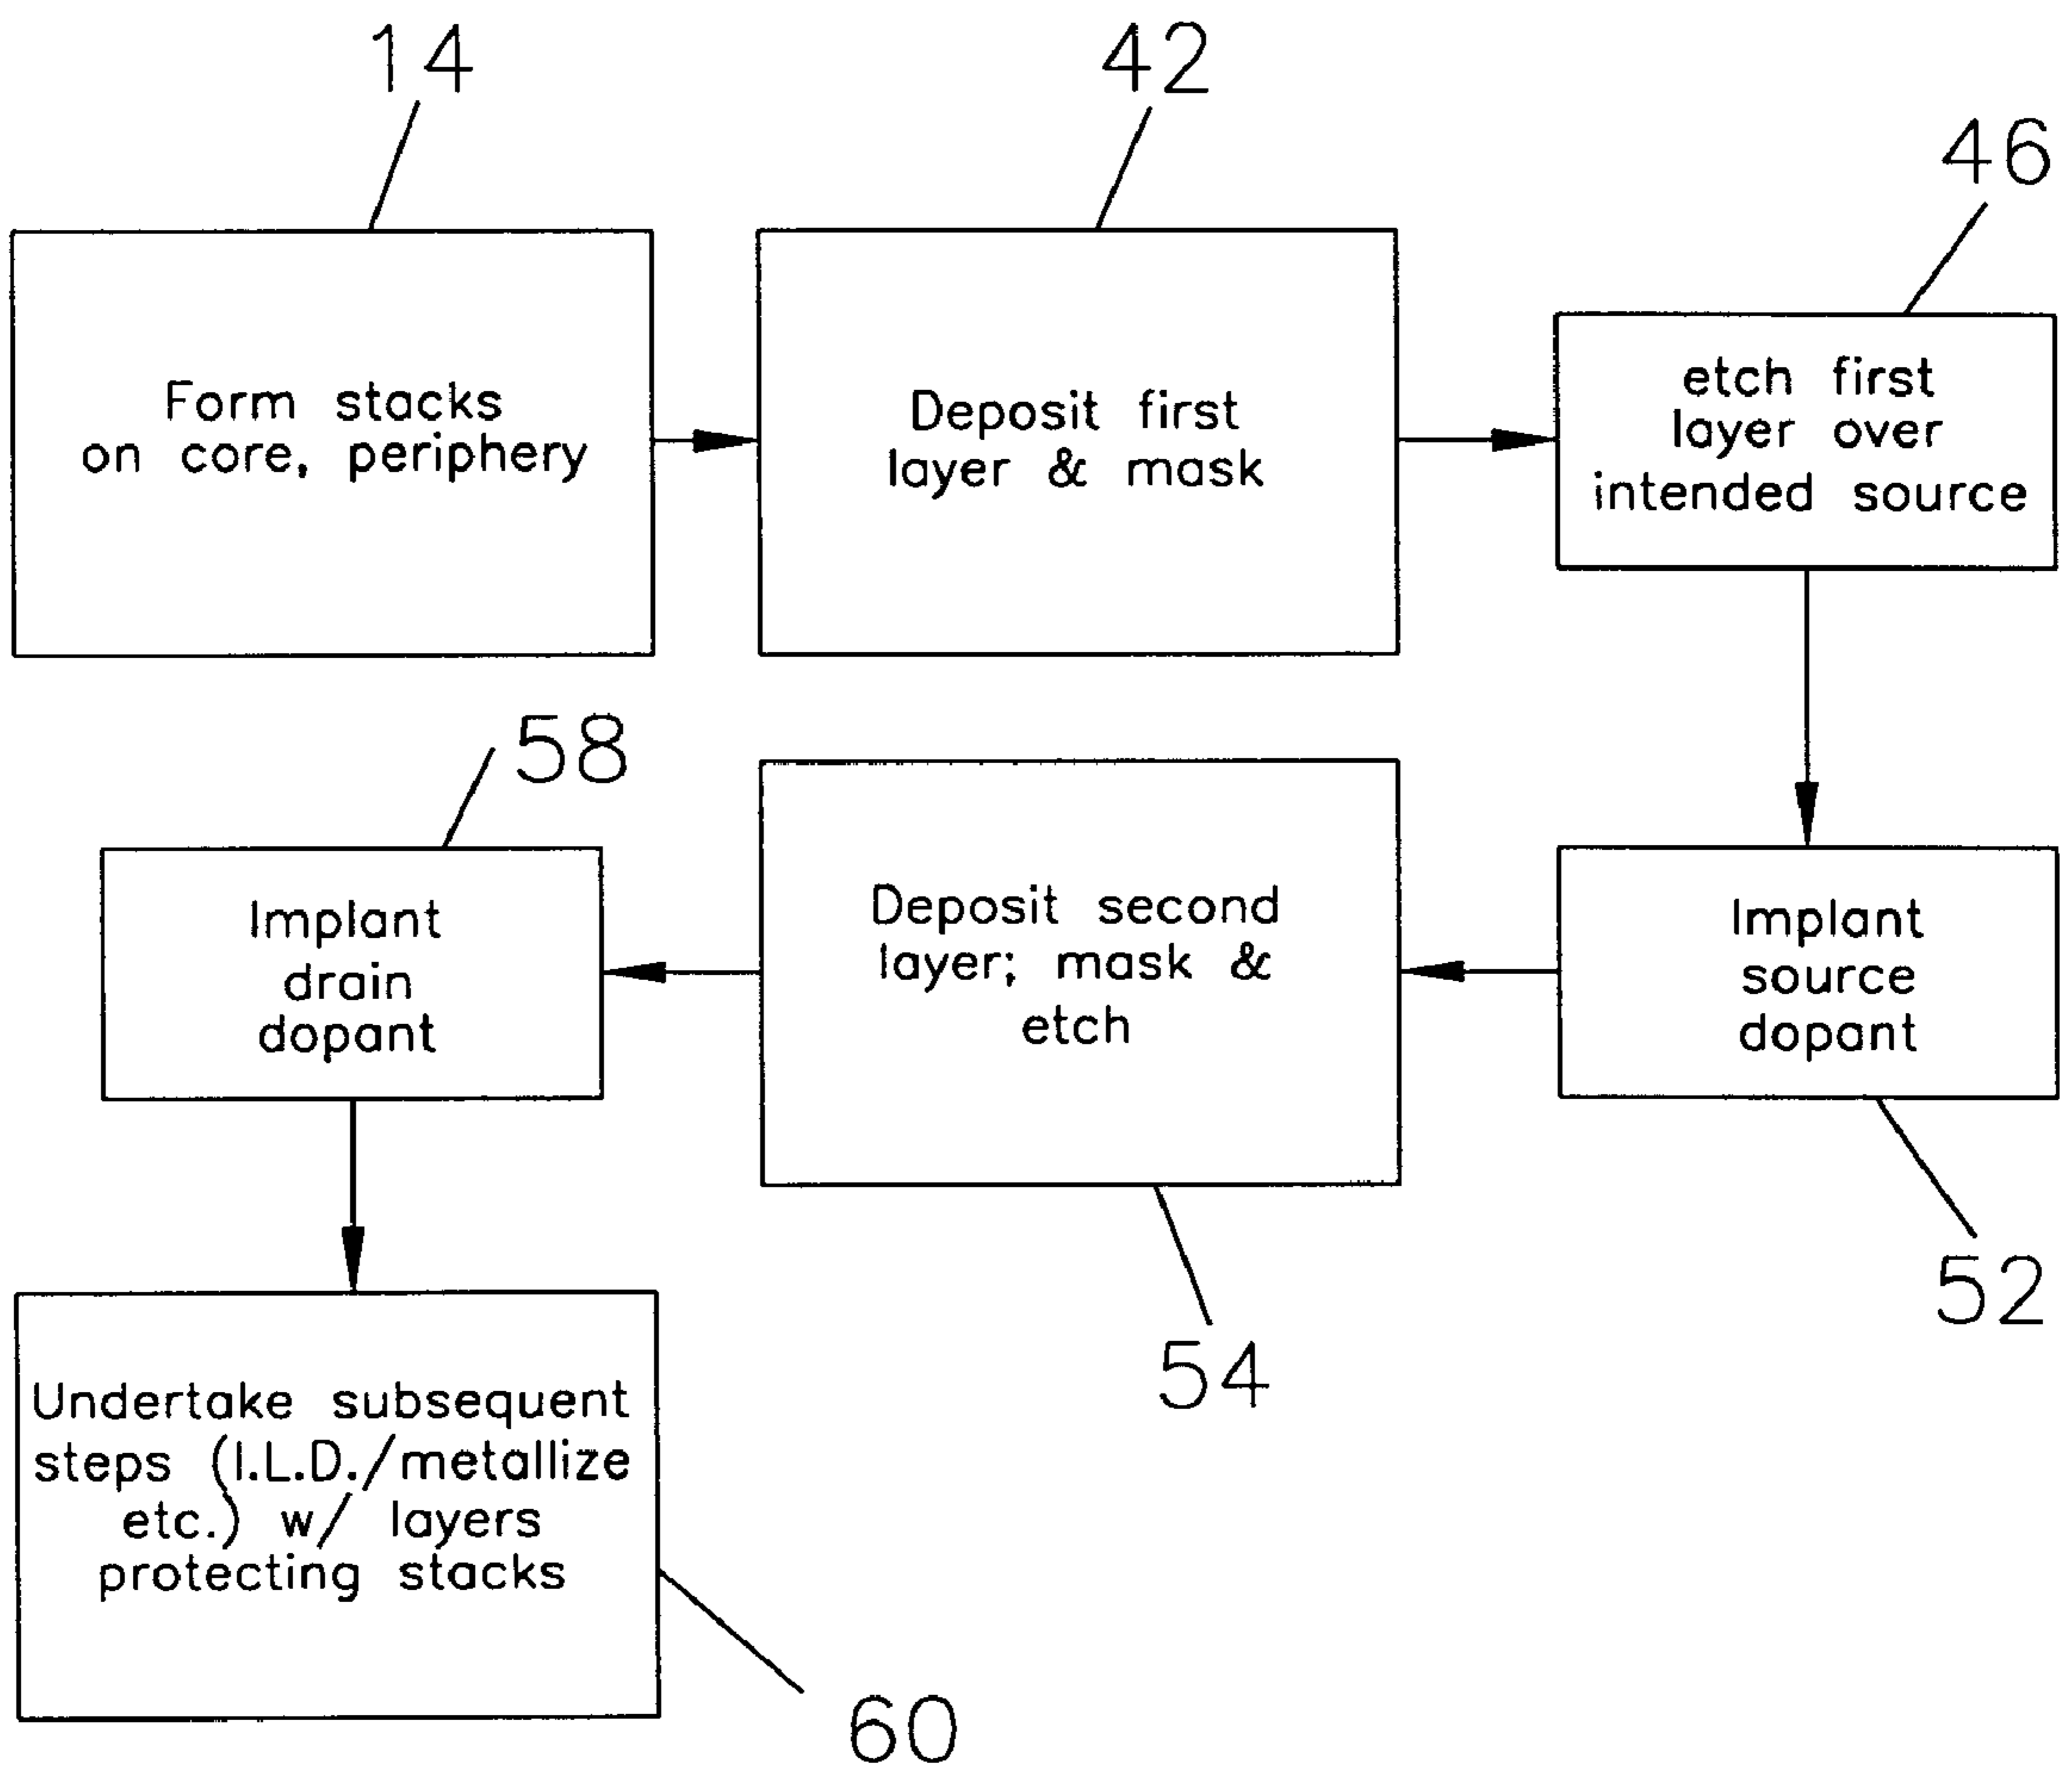 14
Form stacks
on core, periphery
42
Deposit first
layer & mask
46
etch first
layer over
intended source
52
Implant
source
dopant
54
Deposit second
layer; mask &
etch
58
Implant
drain
dopant
60
Undertake subsequent
steps (I.L.D./metallize
etc.) w/ layers
protecting stacks